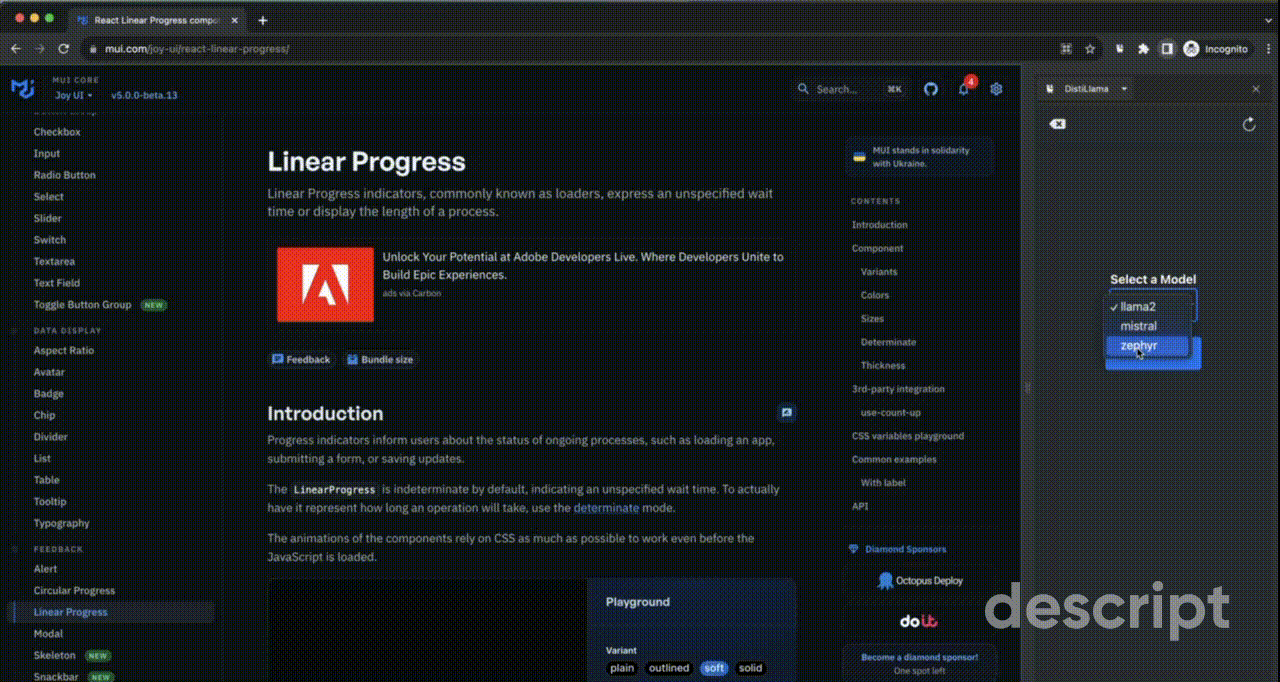 React Linear Progress compo
mui.com/joy-ui/react-linear-progress/
Incognito
MUI CORE
Joy UI
v5.0.0-beta.13
Search...
⌘K
4
Checkbox
Input
Radio Button
Select
Slider
Switch
Textarea
Text Field
Toggle Button Group NEW
DATA DISPLAY
Aspect Ratio
Avatar
Badge
Chip
Divider
List
Table
Tooltip
Typography
FEEDBACK
Alert
Circular Progress
Linear Progress
Modal
Skeleton NEW
Snackbar NEW
Linear Progress
Linear Progress indicators, commonly known as loaders, express an unspecified wait
time or display the length of a process.
Unlock Your Potential at Adobe Developers Live. Where Developers Unite to
Build Epic Experiences.
ads via Carbon
Feedback
Bundle size
Introduction
Progress indicators inform users about the status of ongoing processes, such as loading an app,
submitting a form, or saving updates.
The LinearProgress is indeterminate by default, indicating an unspecified wait time. To actually
have it represent how long an operation will take, use the determinate mode.
The animations of the components rely on CSS as much as possible to work even before the
JavaScript is loaded.
Playground
Variant
plain outlined soft solid
MUI stands in solidarity
with Ukraine.
CONTENTS
Introduction
Component
Variants
Colors
Sizes
Determinate
Thickness
3rd-party integration
use-count-up
CSS variables playground
Common examples
With label
API
Diamond Sponsors
Octopus Deploy
doit
Become a diamond sponsor!
One spot left
DistiLlama
Select a Model
✓ llama2
mistral
zephyr
descript